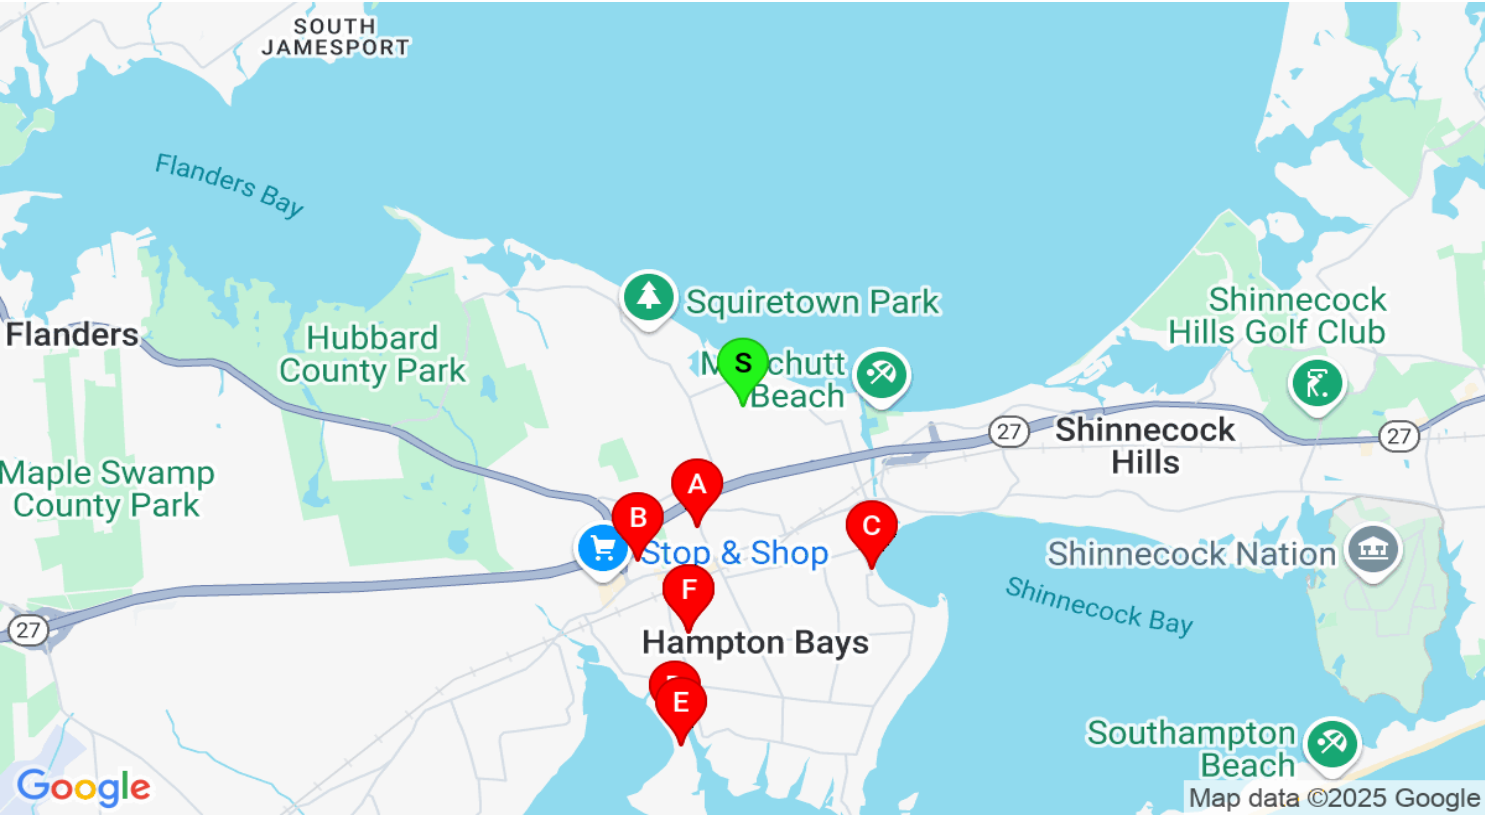 SOUTH
JAMESPORT
Flanders Bay
Squiretown Park
Shinnecock
Hills Golf Club
Flanders
Hubbard
County Park
S
Beach
27
Shinnecock
Hills
27
Maple Swamp
County Park
A
B
C
Stop & Shop
Shinnecock Nation
F
Shinnecock Bay
27
Hampton Bays
E
Southampton
Beach
Google
Map data ©2025 Google